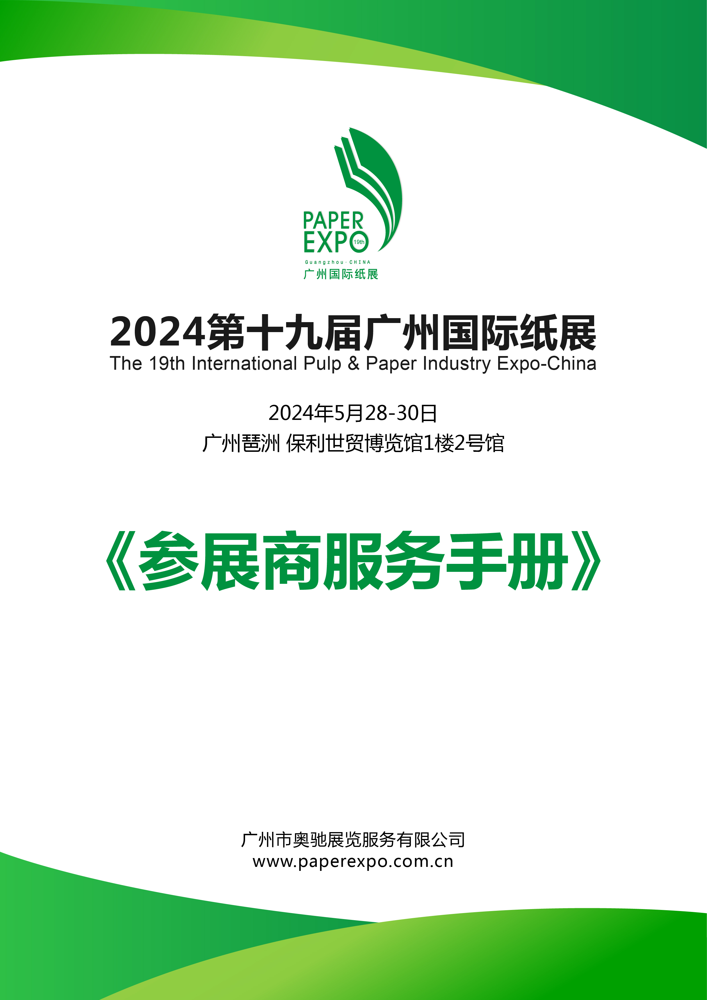 PAPER
EXPO
19th
Guangzhou·CHINA
广州国际纸展
2024第十九届广州国际纸展
The 19th International Pulp & Paper Industry Expo-China
2024年5月28-30日
广州琶洲 保利世贸博览馆1楼2号馆
《参展商服务手册》
广州市奥驰展览服务有限公司
www.paperexpo.com.cn